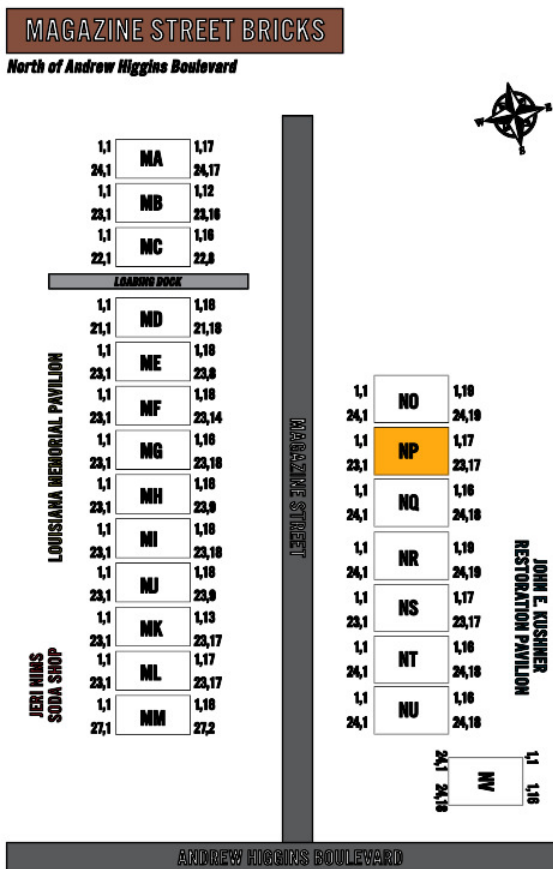 MAGAZINE STREET BRICKS
North of Andrew Higgins Boulevard
N
W
E
S
1,1 MA 1,17
24,1 24,17
1,1 MB 1,12
23,1 23,16
1,1 MC 1,16
22,1 22,8
LOADING DOCK
1,1 MD 1,18
21,1 21,18
1,1 ME 1,18
23,1 23,8
1,1 MF 1,18
23,1 23,14
1,1 MG 1,16
23,1 23,18
1,1 MH 1,18
23,1 23,9
1,1 MI 1,18
23,1 23,18
1,1 MJ 1,18
23,1 23,9
1,1 MK 1,13
23,1 23,17
1,1 ML 1,17
23,1 23,17
1,1 MM 1,18
27,1 27,2
LOUISIANA MEMORIAL PAVILION
JERI NIMS
SODA SHOP
MAGAZINE STREET
1,1 NO 1,19
24,1 24,19
1,1 NP 1,17
23,1 23,17
1,1 NQ 1,16
24,1 24,18
1,1 NR 1,19
24,1 24,19
1,1 NS 1,17
23,1 23,17
1,1 NT 1,16
24,1 24,18
1,1 NU 1,16
24,1 24,18
JOHN E. KUSHNER
RESTORATION PAVILION
1,1 NV 1,16
24,1 24,18
ANDREW HIGGINS BOULEVARD